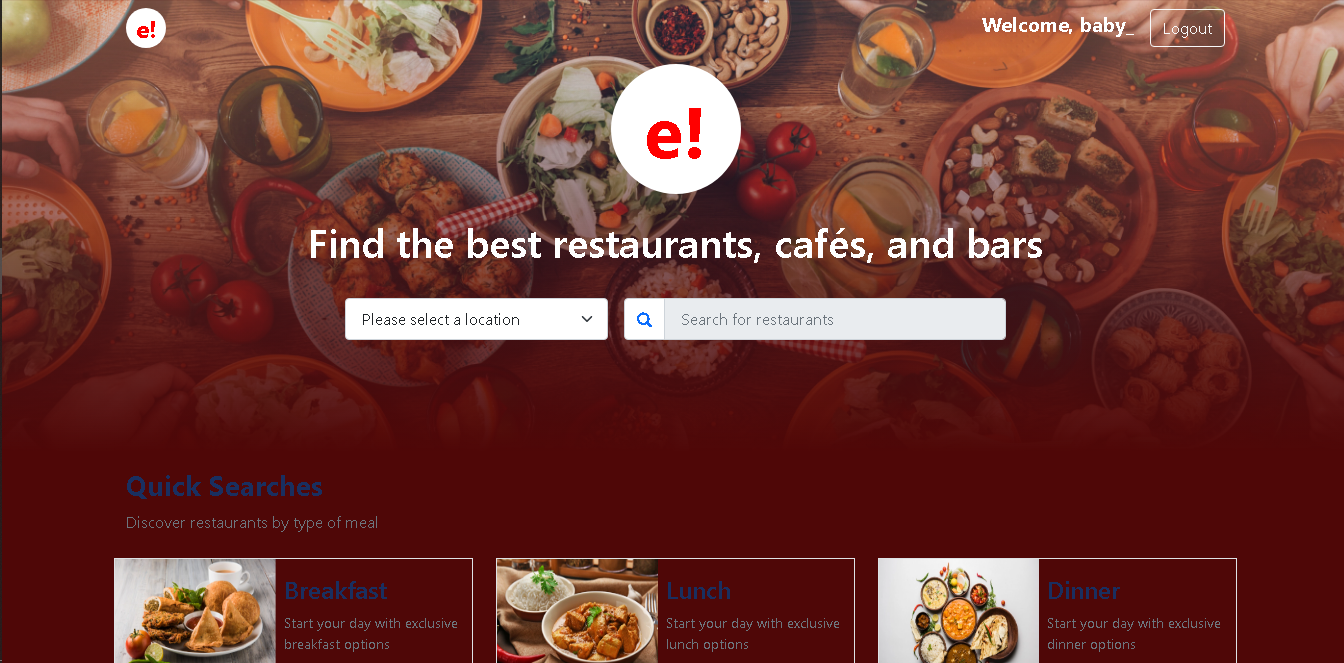 e!
Welcome, baby_
Logout
e!
Find the best restaurants, cafés, and bars
Please select a location
Search for restaurants
Quick Searches
Discover restaurants by type of meal
Breakfast
Start your day with exclusive
breakfast options
Lunch
Start your day with exclusive
lunch options
Dinner
Start your day with exclusive
dinner options